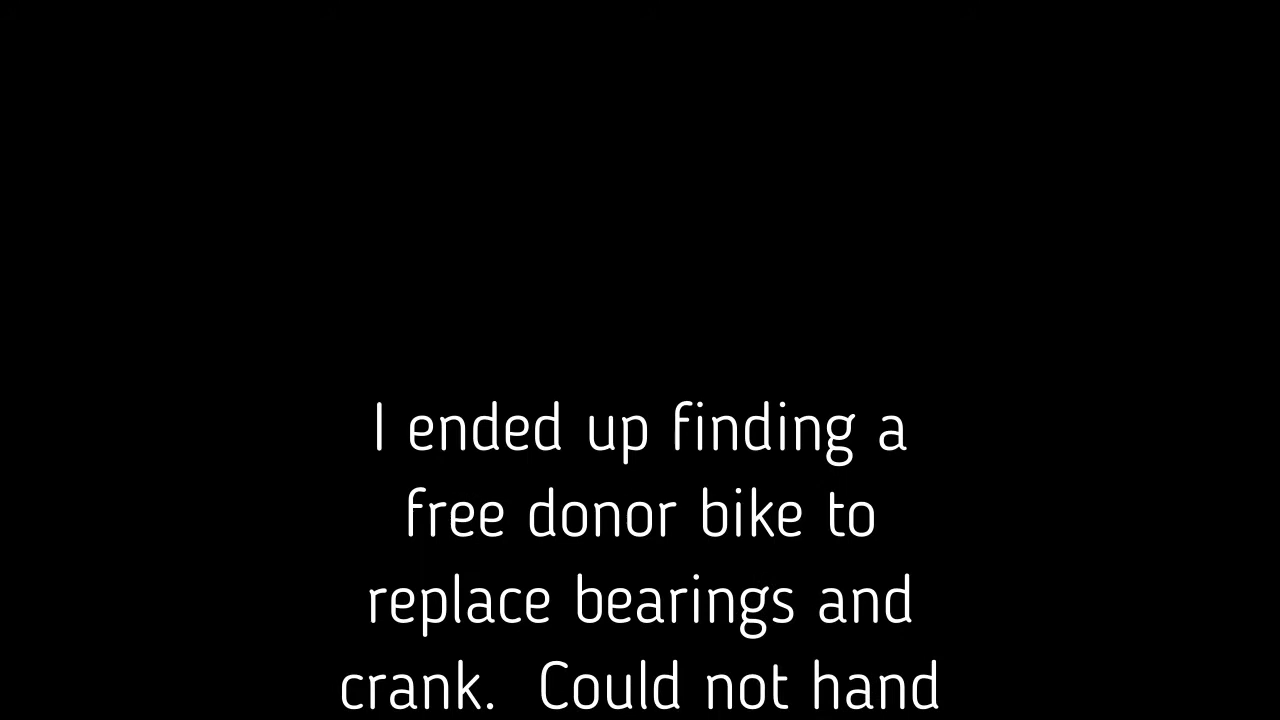 I ended up finding a
free donor bike to
replace bearings and
crank.  Could not hand